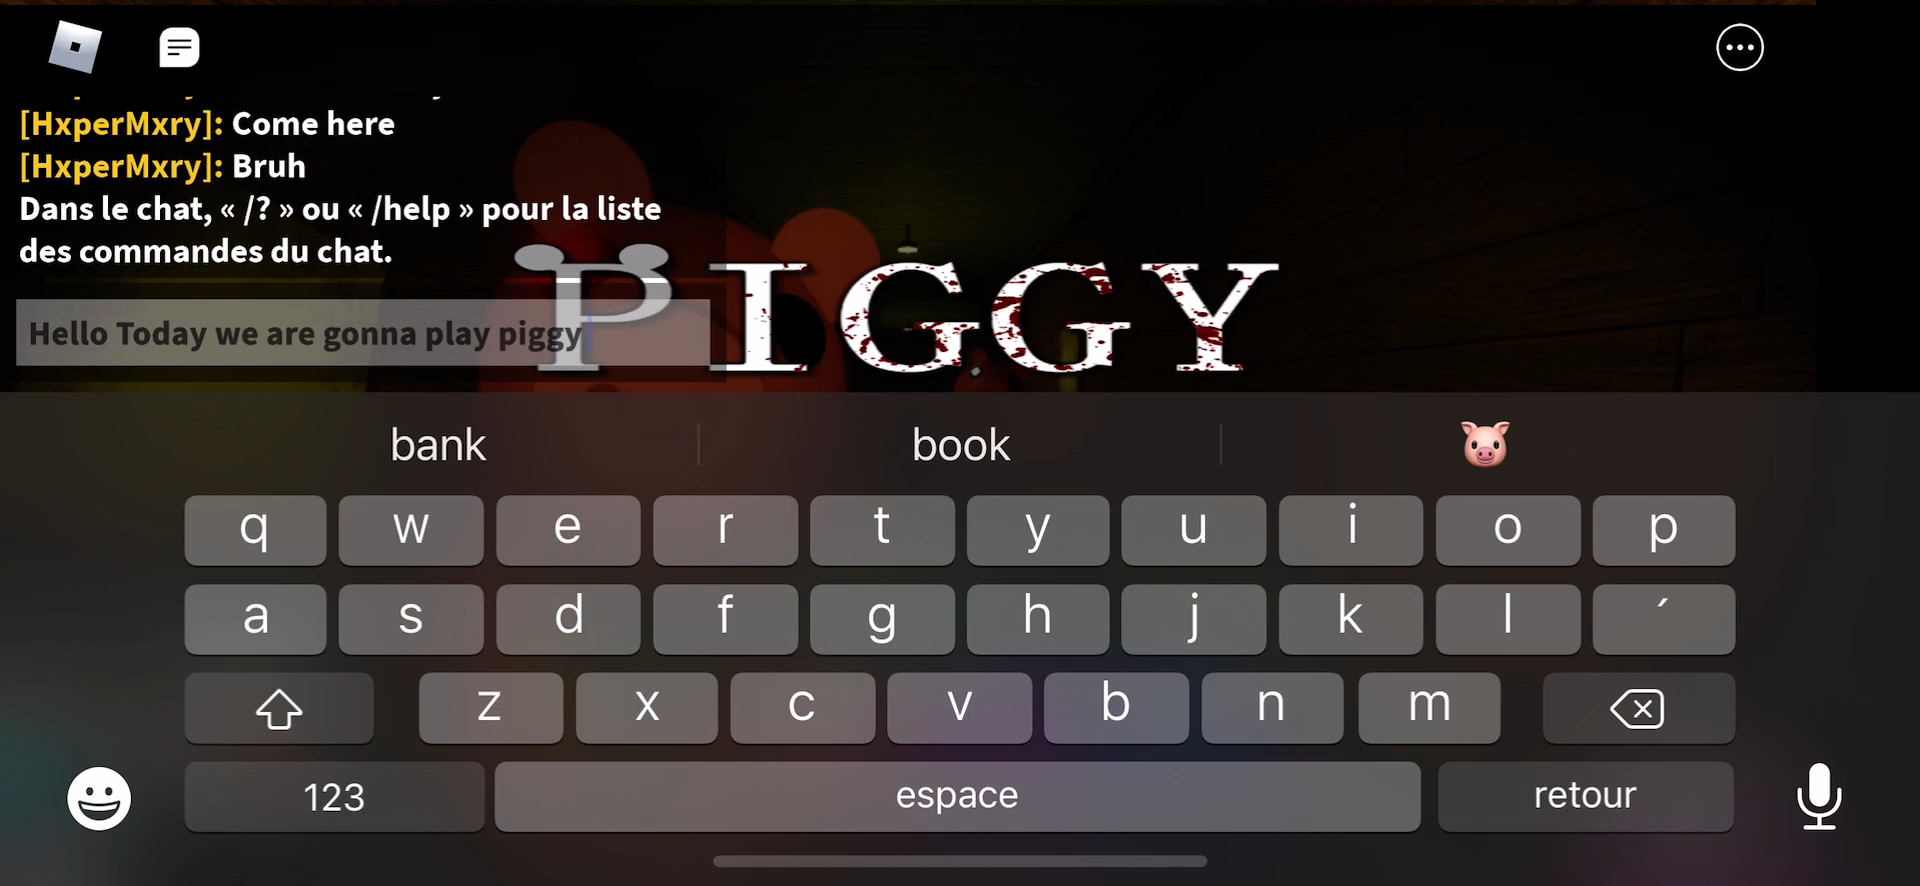 [HxperMxry]: Come here
[HxperMxry]: Bruh
Dans le chat, « /? » ou « /help » pour la liste
des commandes du chat.
PIGGY
Hello Today we are gonna play piggy
bank book
q w e r t y u i o p
a s d f g h j k l ´
z x c v b n m
123 espace retour